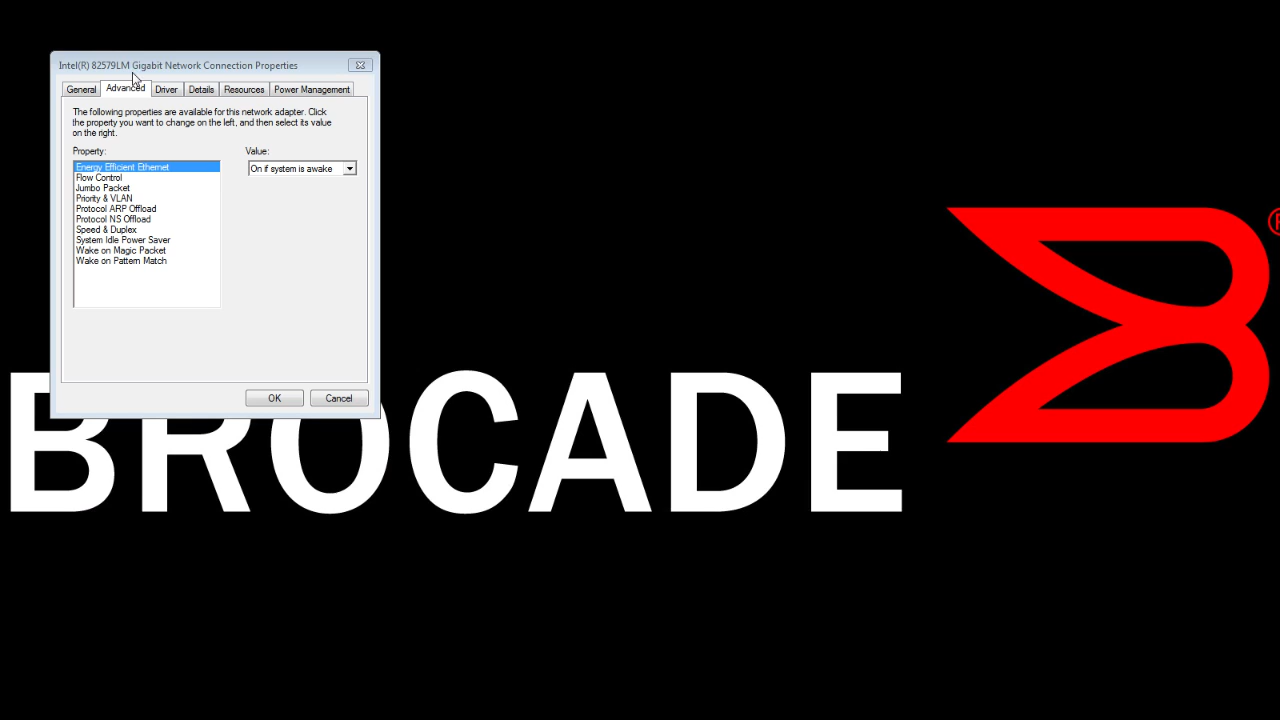 Intel(R) 82579LM Gigabit Network Connection Properties
General Advanced Driver Details Resources Power Management
The following properties are available for this network adapter. Click
the property you want to change on the left, and then select its value
on the right.
Property: Value:
Energy Efficient Ethernet On if system is awake
Flow Control
Jumbo Packet
Priority & VLAN
Protocol ARP Offload
Protocol NS Offload
Speed & Duplex
System Idle Power Saver
Wake on Magic Packet
Wake on Pattern Match
OK Cancel
BROCADE
®